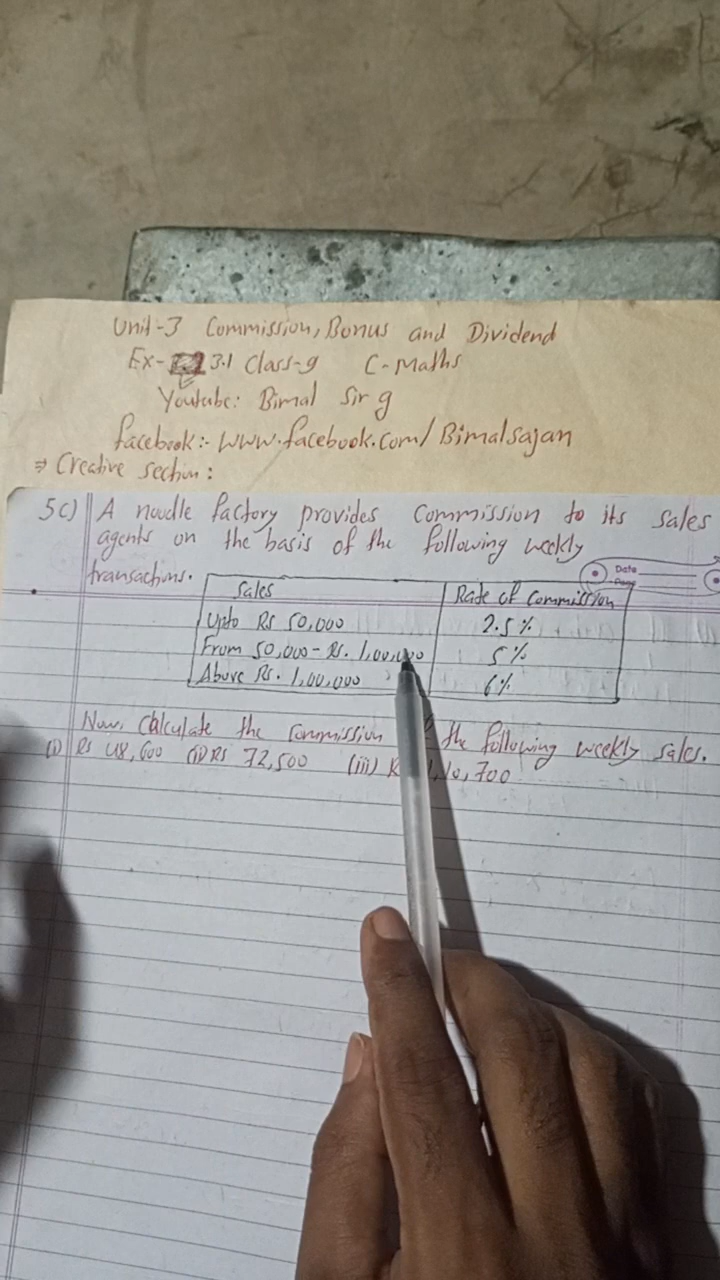 Unit-3 Commission, Bonus and Dividend
Ex- 3.1 Class-9 C-Maths
Youtube: Bimal Sir g
facebook:- www.facebook.com/Bimalsajan
⇒ Creative section:
5c) A noodle factory provides Commission to its sales
agents on the basis of the following weekly
transactions.
Date
Sales Rate of Commission
Upto Rs 50,000 2.5%
From 50,000 - Rs. 1,00,000 5%
Above Rs. 1,00,000 6%
Now, Calculate the Commission the following weekly sales.
(i) Rs 48,600 (ii) Rs 72,500 (iii) 10,700